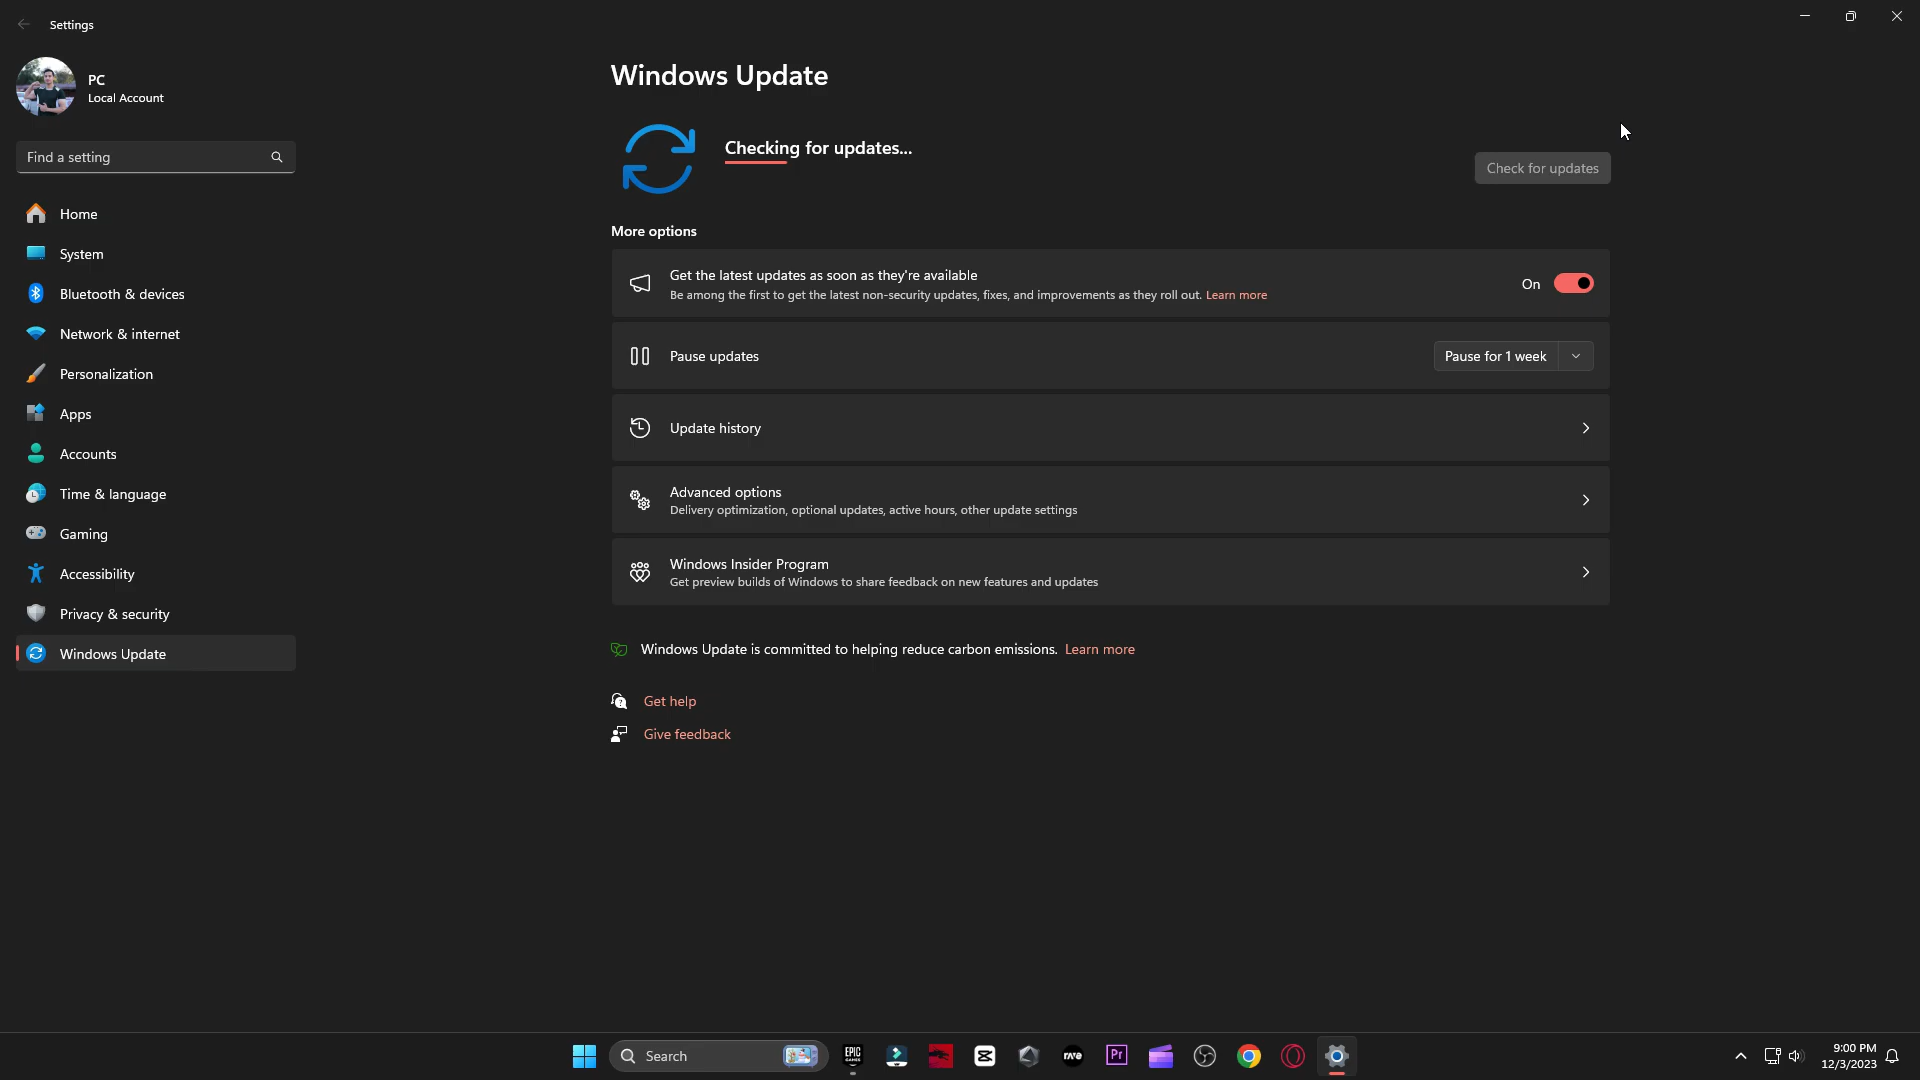 Settings
PC
Local Account
Find a setting
Home
System
Bluetooth & devices
Network & internet
Personalization
Apps
Accounts
Time & language
Gaming
Accessibility
Privacy & security
Windows Update
Windows Update
Checking for updates...
Check for updates
More options
Get the latest updates as soon as they're available
Be among the first to get the latest non-security updates, fixes, and improvements as they roll out. Learn more
On
Pause updates
Pause for 1 week
Update history
Advanced options
Delivery optimization, optional updates, active hours, other update settings
Windows Insider Program
Get preview builds of Windows to share feedback on new features and updates
Windows Update is committed to helping reduce carbon emissions. Learn more
Get help
Give feedback
Search
EPIC
GAMES
rave
Pr
9:00 PM
12/3/2023